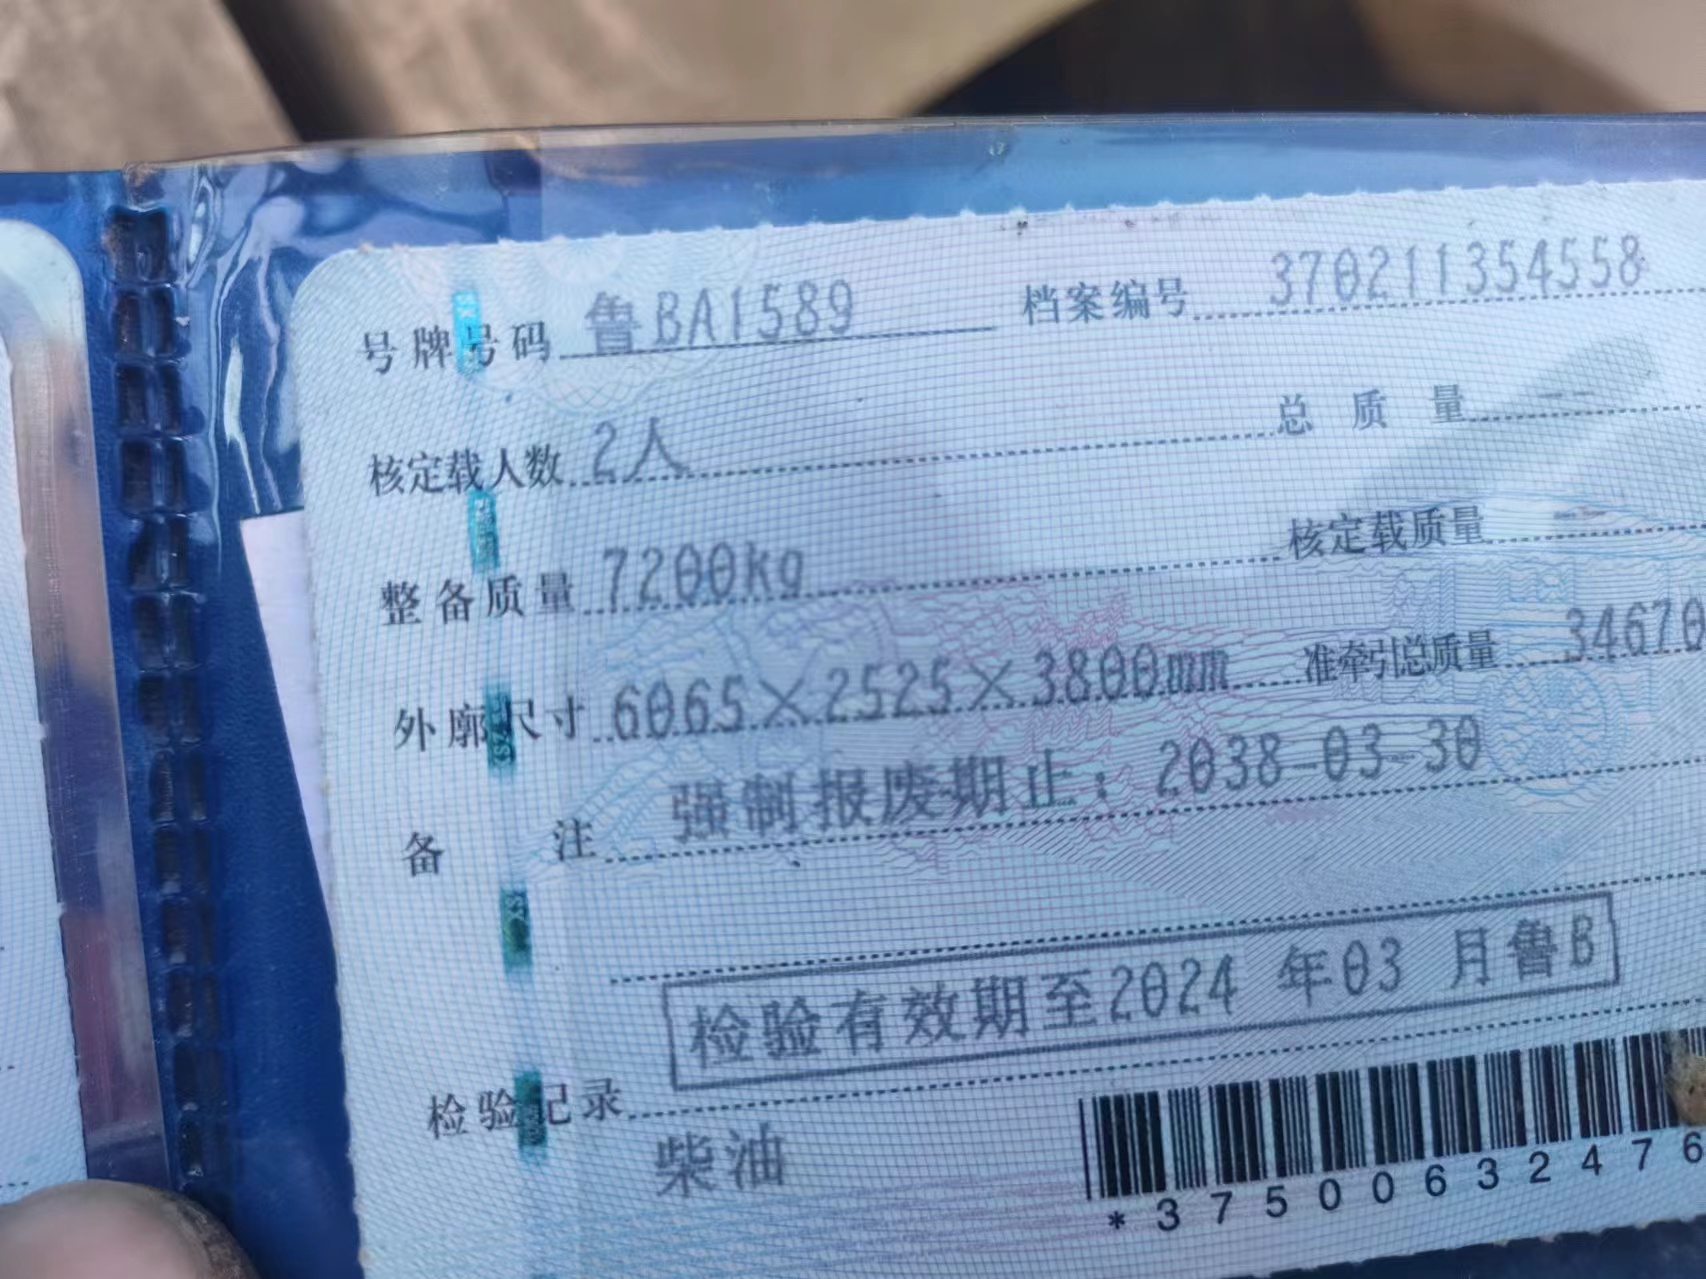 号牌号码 鲁BA1589 档案编号 370211354558
核定载人数 2人 总质量 --
整备质量 7200kg 核定载质量
外廓尺寸 6065×2525×3800mm 准牵引总质量 34670
备注 强制报废期止：2038-03-30
检验有效期至2024年03月鲁B
检验记录
柴油
*37500632476